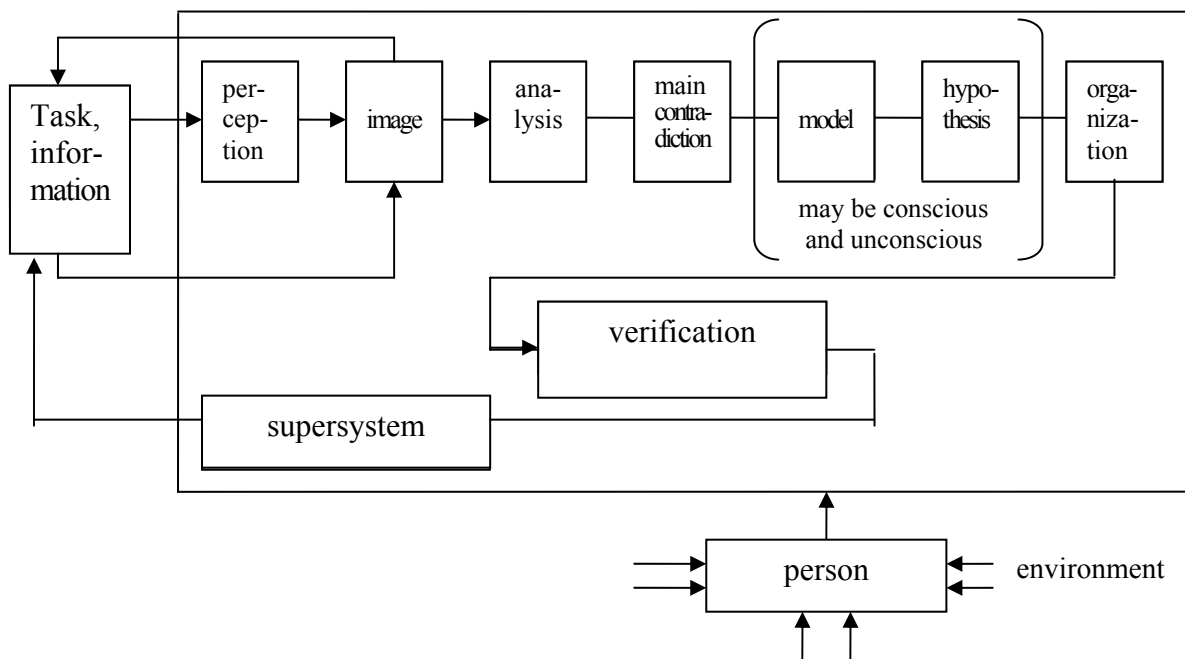 Task,
infor-
mation
per-
cep-
tion
image
ana-
lysis
main
contra-
diction
model
hypo-
thesis
orga-
niza-
tion
may be conscious
and unconscious
verification
supersystem
person
environment